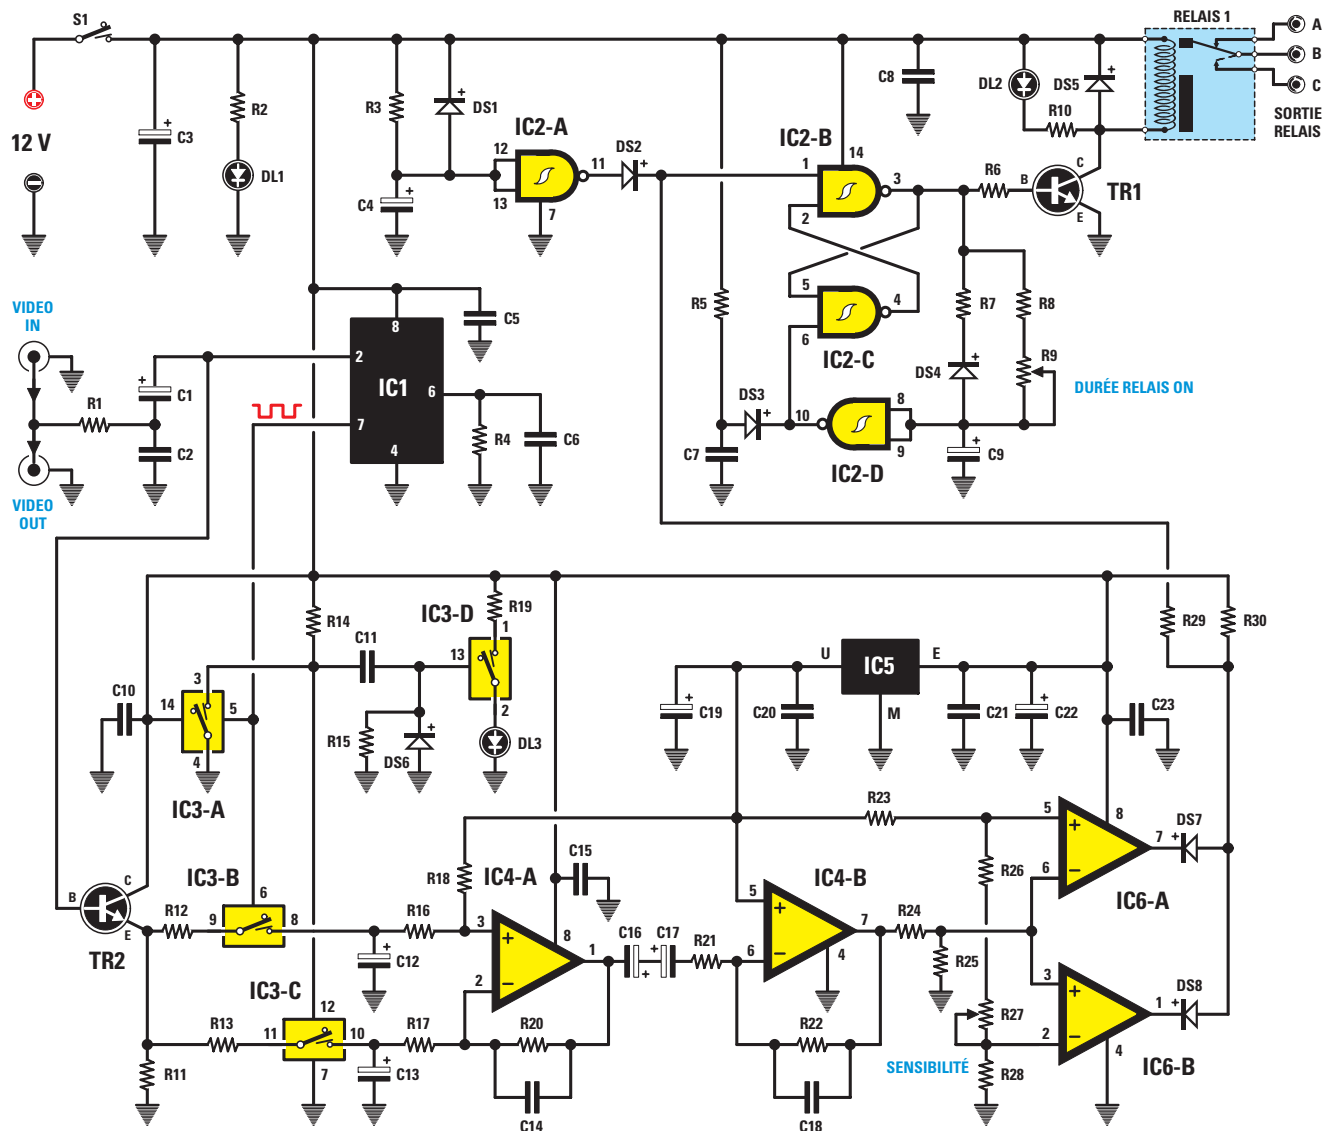 S1
RELAIS 1
A
B
C
SORTIE
RELAIS
12 V
+
C3
R2
DL1
R3
+
DS1
+
C4
IC2-A
12
13
11
7
DS2
+
C8
DL2
DS5
+
R10
IC2-B
1
14
3
2
R6
B
C
E
TR1
5
4
6
IC2-C
R5
R7
R8
R9
DS4
+
DURÉE RELAIS ON
DS3
+
10
8
9
IC2-D
C7
+
C9
VIDEO
IN
VIDEO
OUT
R1
+
C1
C2
IC1
8
2
7
6
4
C5
R4
C6
R14
C11
IC3-D
R19
1
13
2
R15
DS6
+
DL3
C10
14
3
5
4
IC3-A
U
IC5
E
M
+
C19
C20
C21
+
C22
C23
R29
R30
B
C
E
TR2
IC3-B
R12
9
6
8
R16
+
C12
R18
IC4-A
3
+
2
−
8
1
C15
C16
+
C17
+
R21
R23
IC4-B
5
+
6
−
7
4
R24
R25
R26
R27
R28
SENSIBILITÉ
5
+
6
−
8
7
DS7
+
IC6-A
3
+
2
−
1
4
DS8
+
IC6-B
IC3-C
R13
11
12
10
7
R17
+
C13
R11
R20
C14
R22
C18